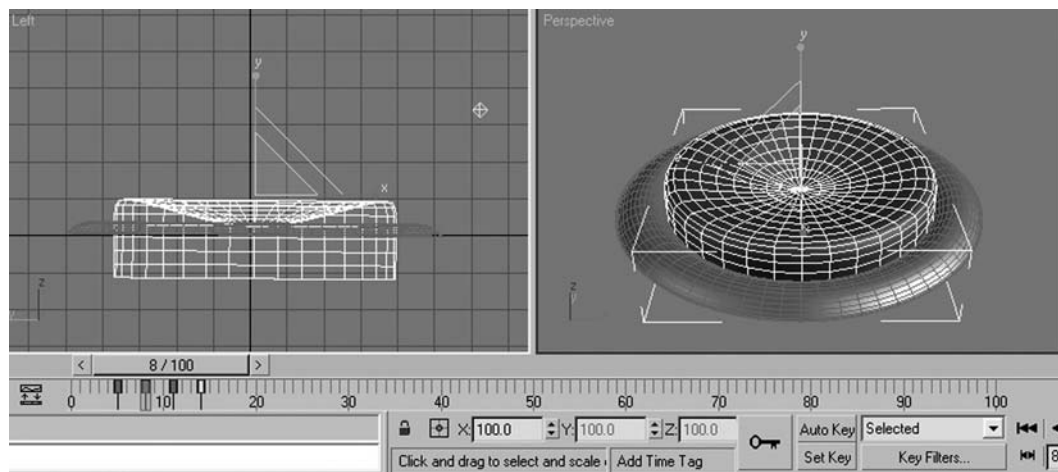 Left
Perspective
y
x
z
y
x
z
y
< 8 / 100 >
0 10 20 30 40 50 60 70 80 90 100
X: 100.0 Y: 100.0 Z: 100.0
Auto Key Selected
Click and drag to select and scale
Add Time Tag
Set Key Key Filters...
8